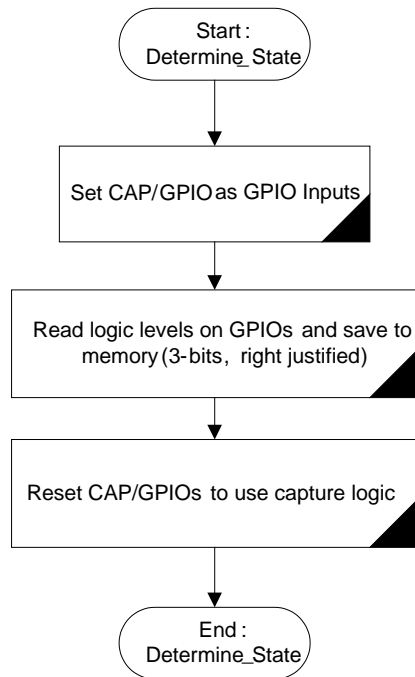 Start :
Determine_State
Set CAP/GPIO as GPIO Inputs
Read logic levels on GPIOs and save to
memory (3-bits, right justified)
Reset CAP/GPIOs to use capture logic
End :
Determine_State